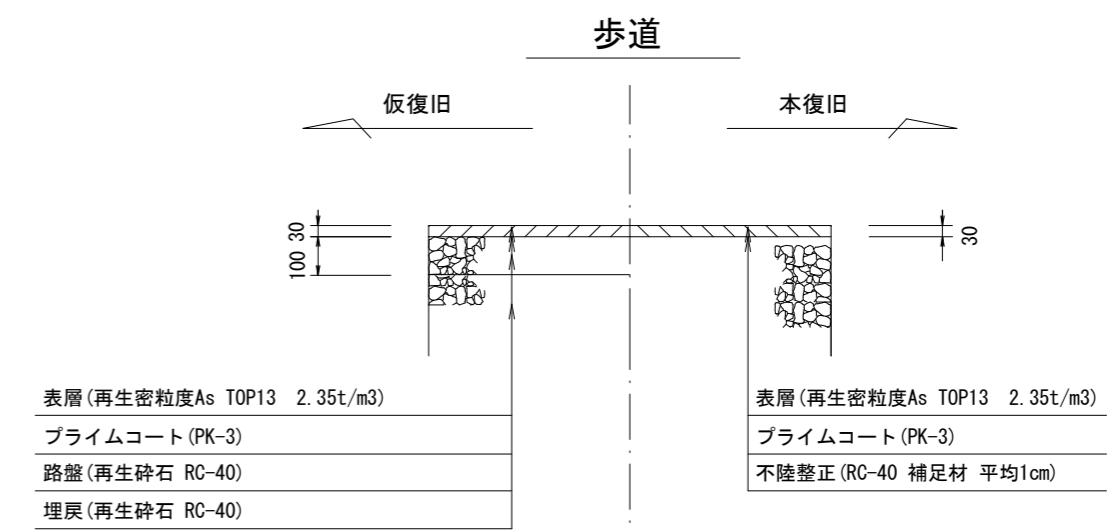 歩道
仮復旧
本復旧
30
100
30
表層(再生密粒度As TOP13 2.35t/m3)
プライムコート(PK-3)
路盤(再生砕石 RC-40)
埋戻(再生砕石 RC-40)
表層(再生密粒度As TOP13 2.35t/m3)
プライムコート(PK-3)
不陸整正(RC-40 補足材 平均1cm)